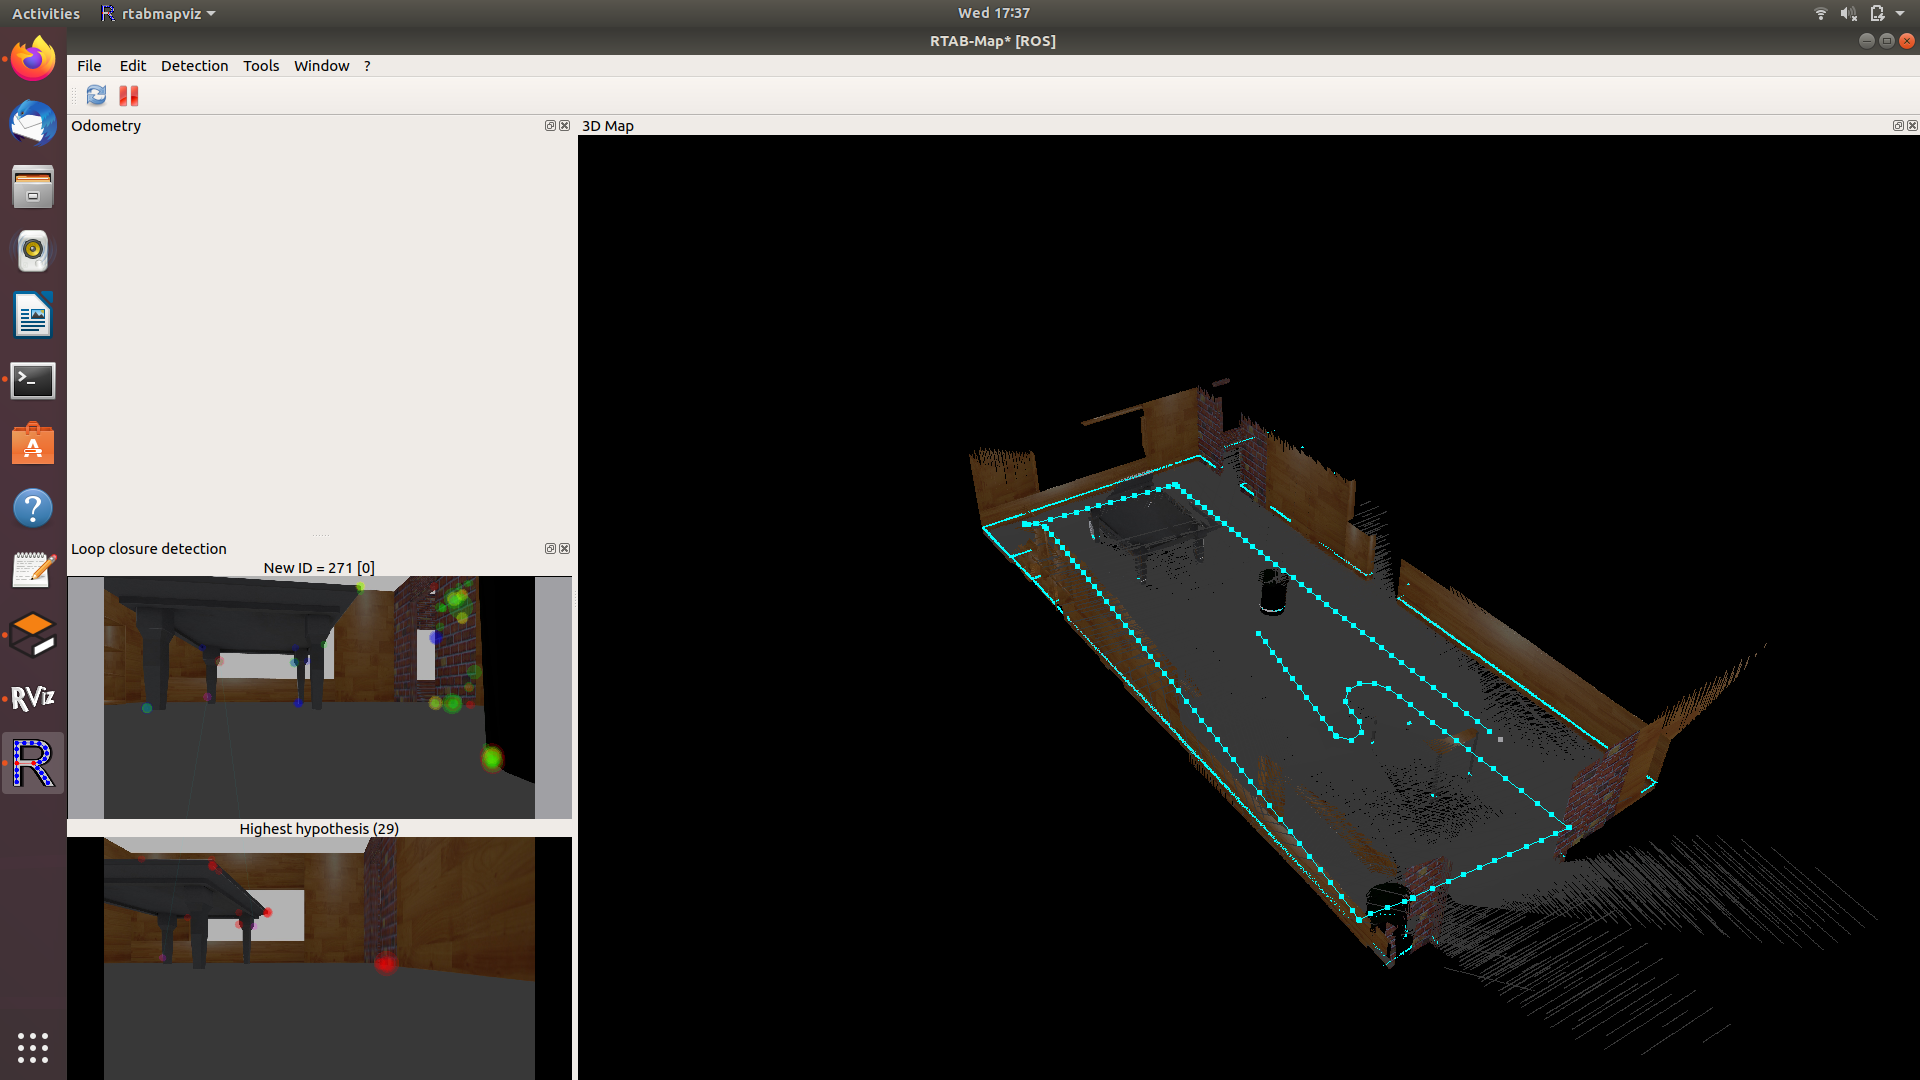 Activities
rtabmapviz
Wed 17:37
RTAB-Map* [ROS]
File Edit Detection Tools Window ?
Odometry
3D Map
Loop closure detection
New ID = 271 [0]
Highest hypothesis (29)
RViz
R